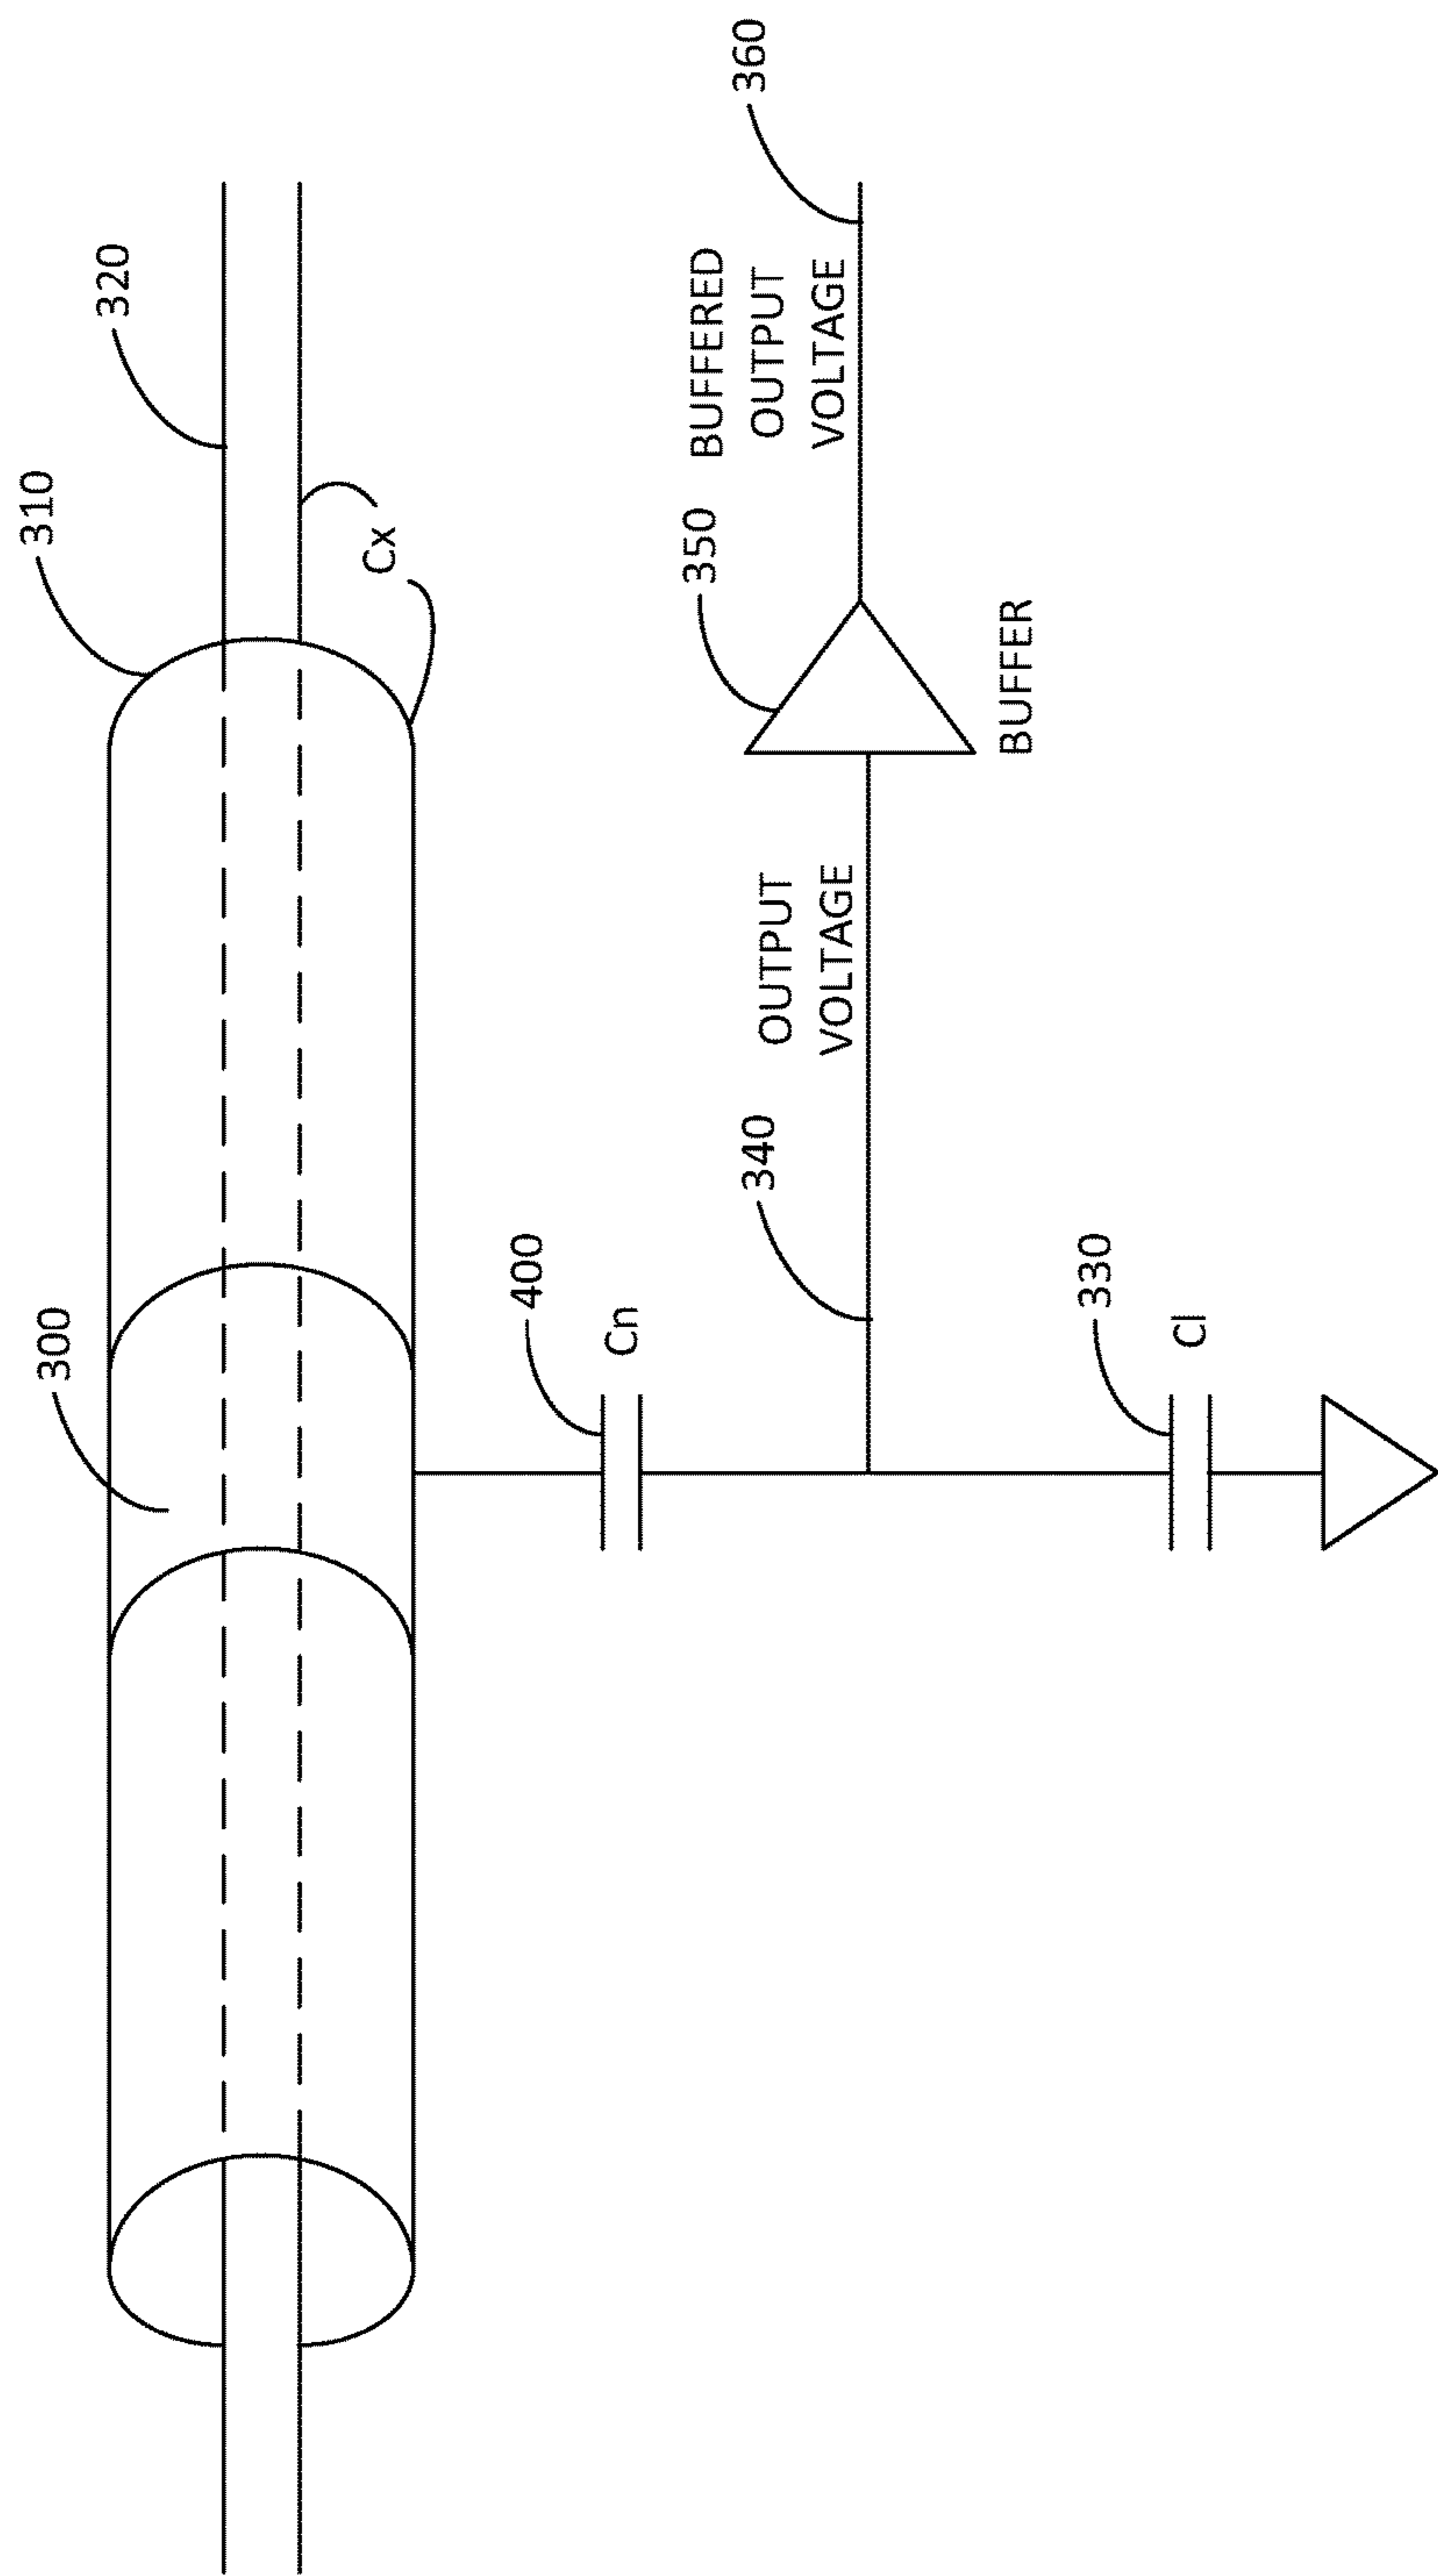 310
320
300
Cx
400
Cn
340
OUTPUT
VOLTAGE
350
BUFFER
BUFFERED
OUTPUT
VOLTAGE
360
330
Cl